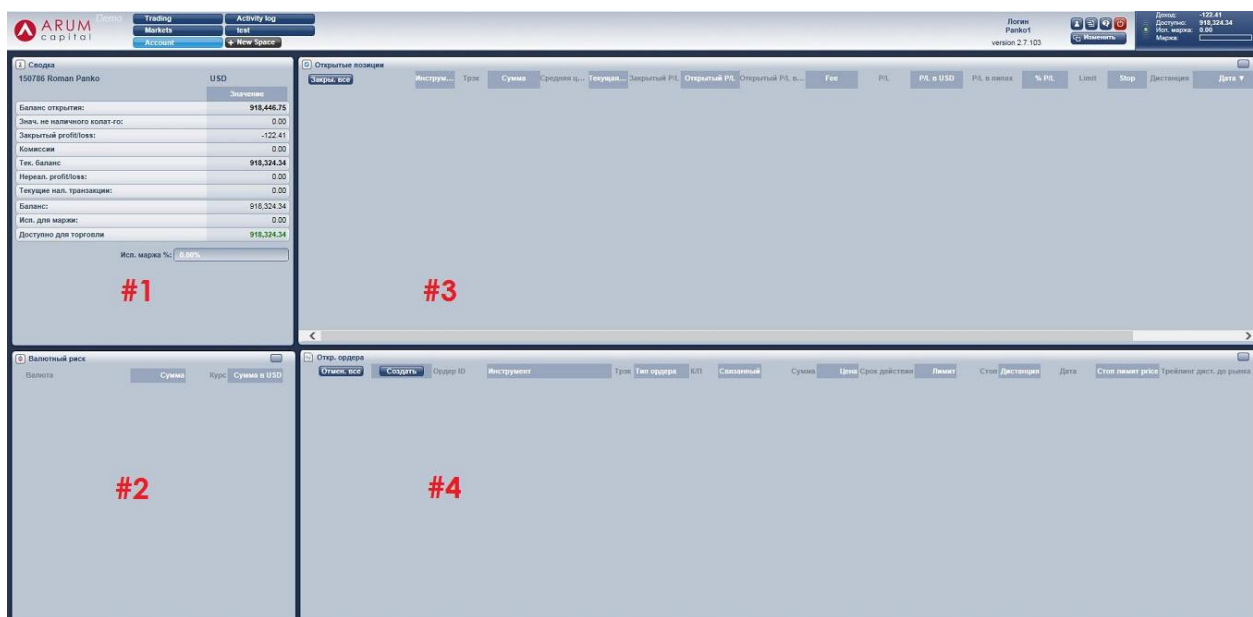 ARUM capital
Demo
Trading
Activity log
Markets
test
Account
+ New Space
Логин
Panko1
version 2.7.103
Изменить
Доход: -122.41
Доступно: 918,324.34
Исп. маржа: 0.00
Маржа:
Сводка
150786 Roman Panko USD
Значение
Баланс открытия: 918,446.75
Знач. не наличного колат-го: 0.00
Закрытый profit/loss: -122.41
Комиссии 0.00
Тек. баланс 918,324.34
Нереал. profit/loss: 0.00
Текущие нал. транзакции: 0.00
Баланс: 918,324.34
Исп. для маржи: 0.00
Доступно для торговли 918,324.34
Исп. маржа %: 0.00%
#1
Открытые позиции
Закры. все Инструм... Трэк Сумма Средняя ц... Текущая... Закрытый P/L Открытый P/L Открытый P/L в... Fee P/L P/L в USD P/L в пипах % P/L Limit Stop Дистанция Дата ▼
#3
Валютный риск
Валюта Сумма Курс Сумма в USD
#2
Откр. ордера
Отмен. все Создать Ордер ID Инструмент Трэк Тип ордера К/П Связанный Сумма Цена Срок действия Лимит Стоп Дистанция Дата Стоп лимит price Трейлинг дист. до рынка
#4